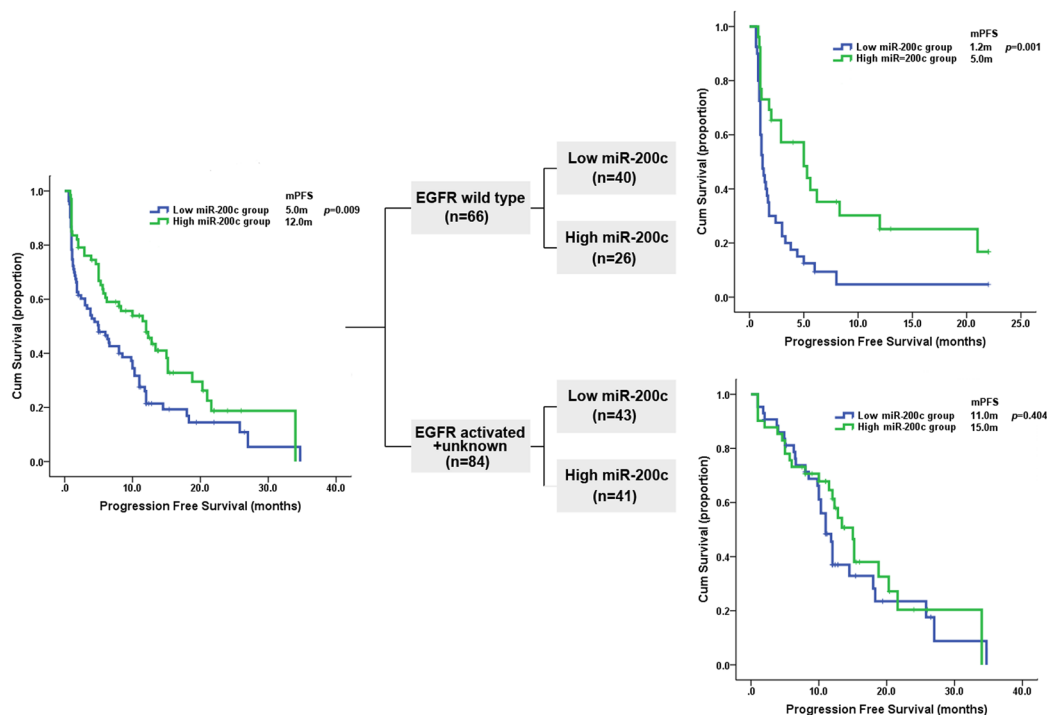 mPFS
Low miR-200c group 5.0m p=0.009
High miR-200c group 12.0m
Cum Survival (proportion)
1.0
0.8
0.6
0.4
0.2
0.0
.0 10.0 20.0 30.0 40.0
Progression Free Survival (months)
EGFR wild type
(n=66)
EGFR activated
+unknown
(n=84)
Low miR-200c
(n=40)
High miR-200c
(n=26)
Low miR-200c
(n=43)
High miR-200c
(n=41)
mPFS
Low miR-200c group 1.2m p=0.001
High miR=200c group 5.0m
Cum Survival (proportion)
1.0
0.8
0.6
0.4
0.2
0.0
.0 5.0 10.0 15.0 20.0 25.0
Progression Free Survival (months)
mPFS
Low miR-200c group 11.0m p=0.404
High miR-200c group 15.0m
Cum Survival (proportion)
1.0
0.8
0.6
0.4
0.2
0.0
.0 10.0 20.0 30.0 40.0
Progression Free Survival (months)